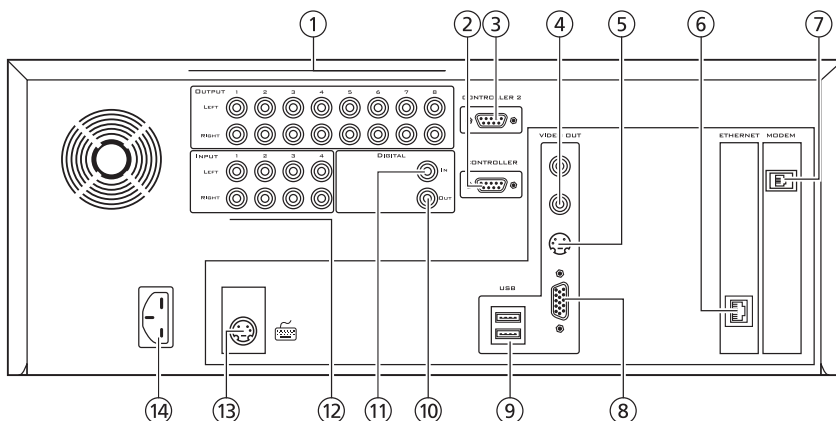 1 2 3 4 5 6 7
OUTPUT 1 2 3 4 5 6 7 8
LEFT
RIGHT
CONTROLLER 2
INPUT 1 2 3 4
LEFT
RIGHT
DIGITAL
IN
OUT
CONTROLLER
VIDEO OUT
ETHERNET
MODEM
USB
14 13 12 11 10 9 8